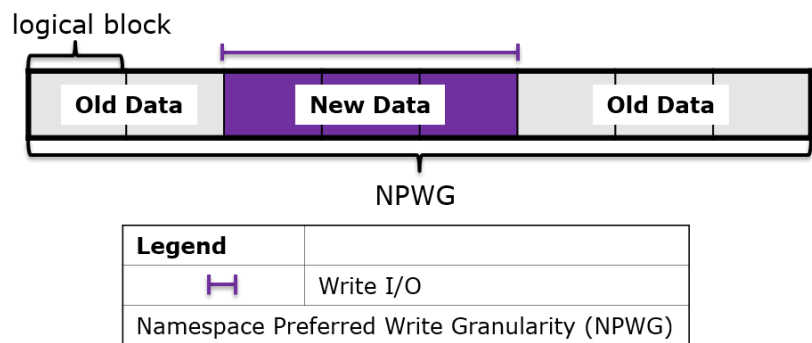 logical block
Old Data New Data Old Data
NPWG
Legend
Write I/O
Namespace Preferred Write Granularity (NPWG)